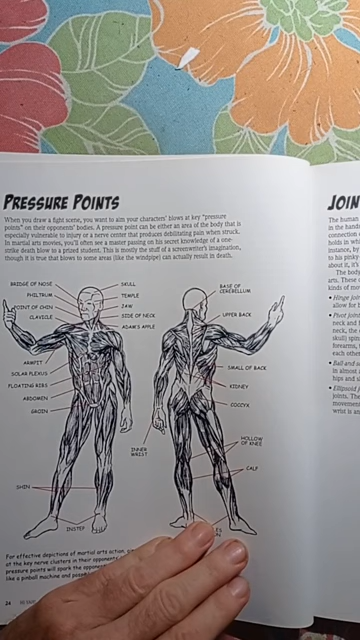 PRESSURE POINTS
When you draw a fight scene, you want to aim your characters' blows at key "pressure
points" on their opponents' bodies. A pressure point can be either an area of the body that is
especially vulnerable to injury or a nerve center that produces debilitating pain when struck.
In martial arts movies, you'll often see a master passing on his secret knowledge of a one-
strike death blow to a prized student. This is mostly the stuff of a screenwriter's imagination,
though it is true that blows to some areas (like the windpipe) can actually result in death.
BRIDGE OF NOSE
PHILTRUM
POINT OF CHIN
CLAVICLE
ARMPIT
SOLAR PLEXUS
FLOATING RIBS
ABDOMEN
GROIN
SHIN
INSTEP
SKULL
TEMPLE
JAW
SIDE OF NECK
ADAM'S APPLE
INNER
WRIST
BASE OF
CEREBELLUM
UPPER BACK
SMALL OF BACK
KIDNEY
COCCYX
HOLLOW
OF KNEE
CALF
For effective depictions of martial arts action,
at the key nerve clusters in their opponents'
pressure points will spark the opponent
like a pinball machine and
24
JOIN
The human
in the hands
connection
holds in whi
instance, by
to his pinky
about it, it's
The bod
arts. These
kinds of mo
• Hinge join
allow for b
• Pivot joint
neck and f
neck, the
skull) spin
forearms, t
each other
• Ball-and-s
in almost
hips and s
• Ellipsoid j
joints. The
movement
wrist is an